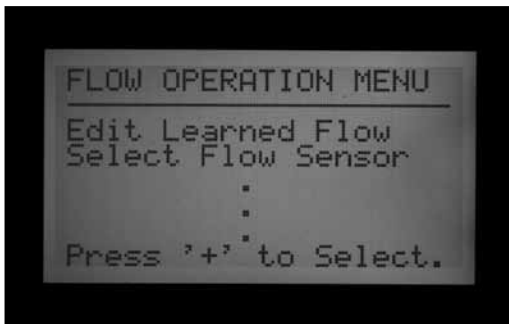 FLOW OPERATION MENU
Edit Learned Flow
Select Flow Sensor
.
.
.
Press '+' to Select.